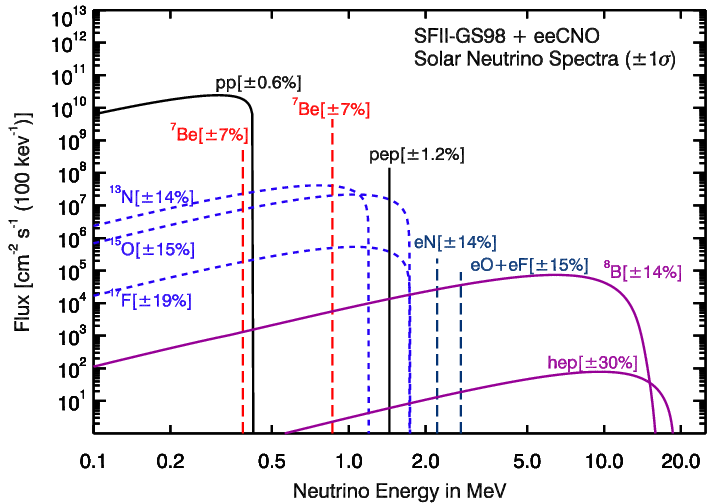 SFII-GS98 + eeCNO
Solar Neutrino Spectra (±1σ)
pp[±0.6%]
⁷Be[±7%]
⁷Be[±7%]
pep[±1.2%]
¹³N[±14%]
¹⁵O[±15%]
¹⁷F[±19%]
eN[±14%]
eO+eF[±15%]
⁸B[±14%]
hep[±30%]
Flux [cm⁻² s⁻¹ (100 kev⁻¹)]
10¹³
10¹²
10¹¹
10¹⁰
10⁹
10⁸
10⁷
10⁶
10⁵
10⁴
10³
10²
10¹
0.1 0.2 0.5 1.0 2.0 5.0 10.0 20.0
Neutrino Energy in MeV